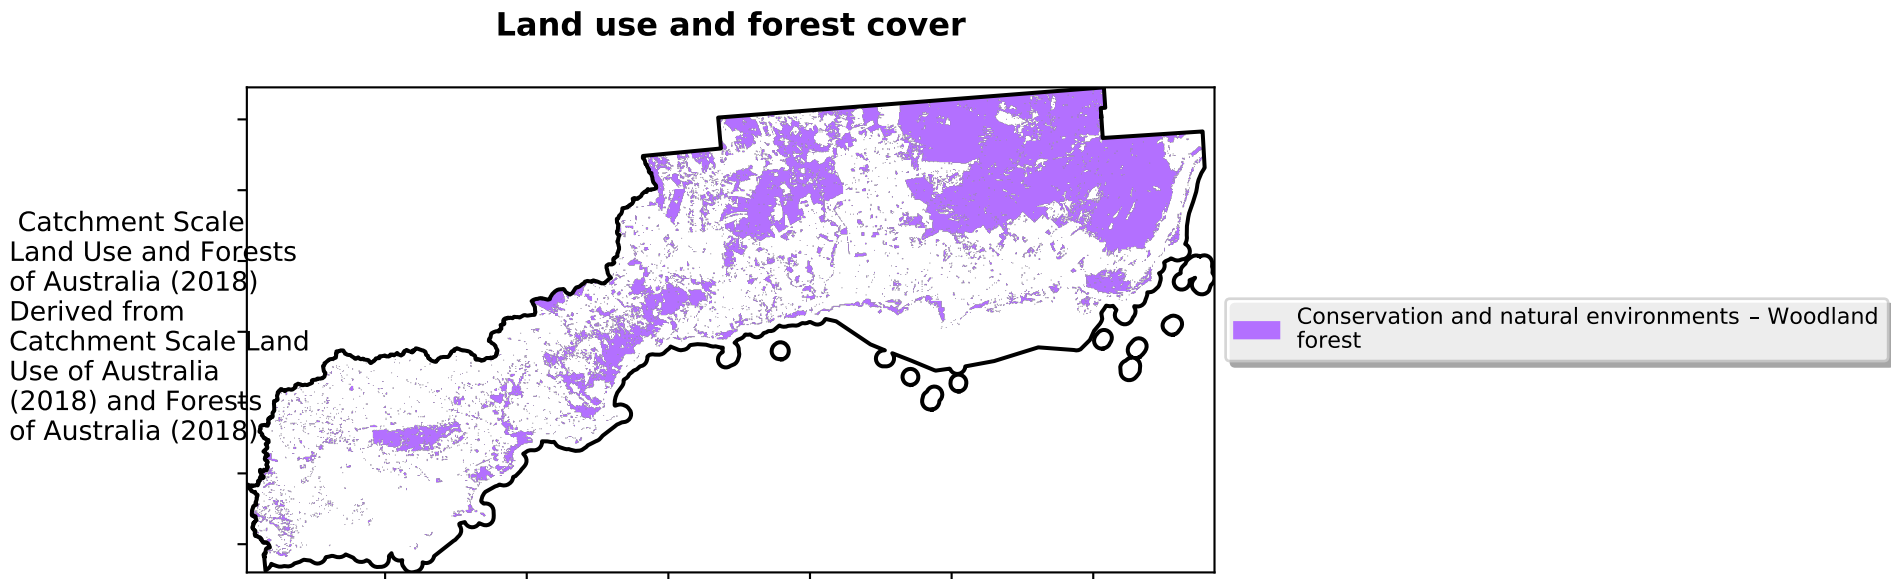 Land use and forest cover
Catchment Scale
Land Use and Forests
of Australia (2018)
Derived from
Catchment Scale Land
Use of Australia
(2018) and Forests
of Australia (2018)
Conservation and natural environments – Woodland
forest